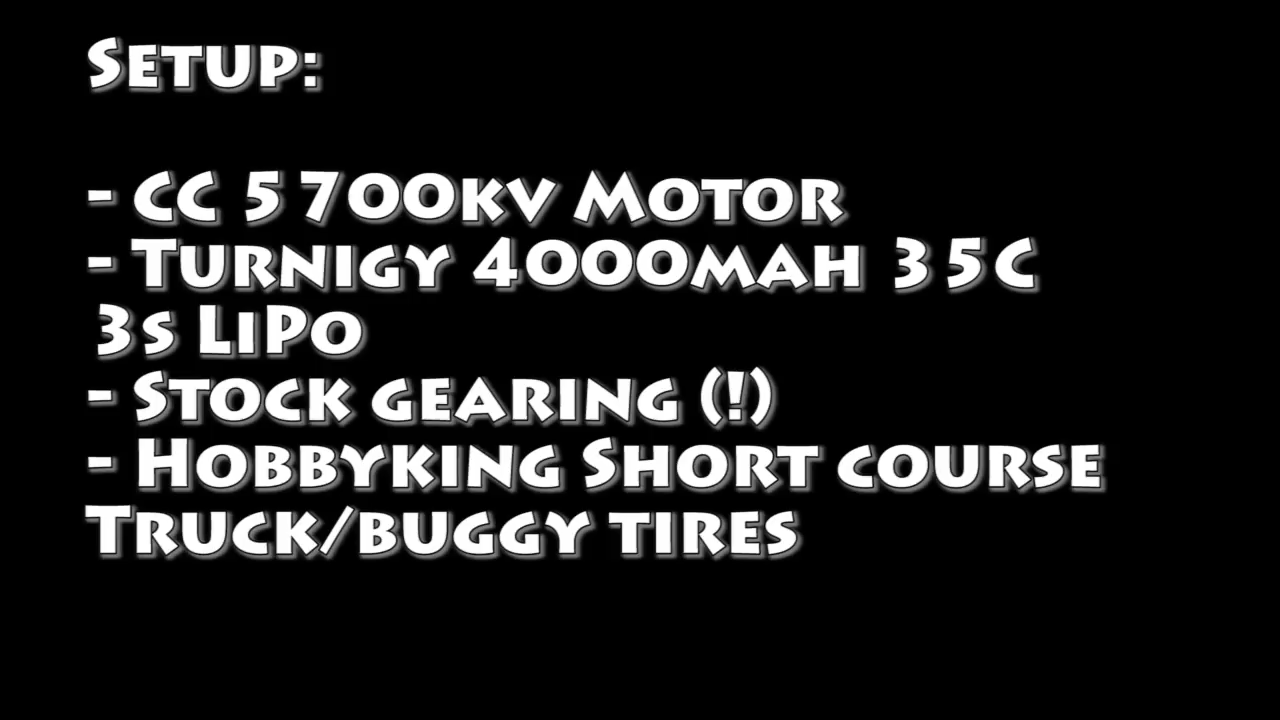 Setup:
- CC 5700kv Motor
- Turnigy 4000mah 35C
3s LiPo
- Stock gearing (!)
- Hobbyking Short course
Truck/buggy tires